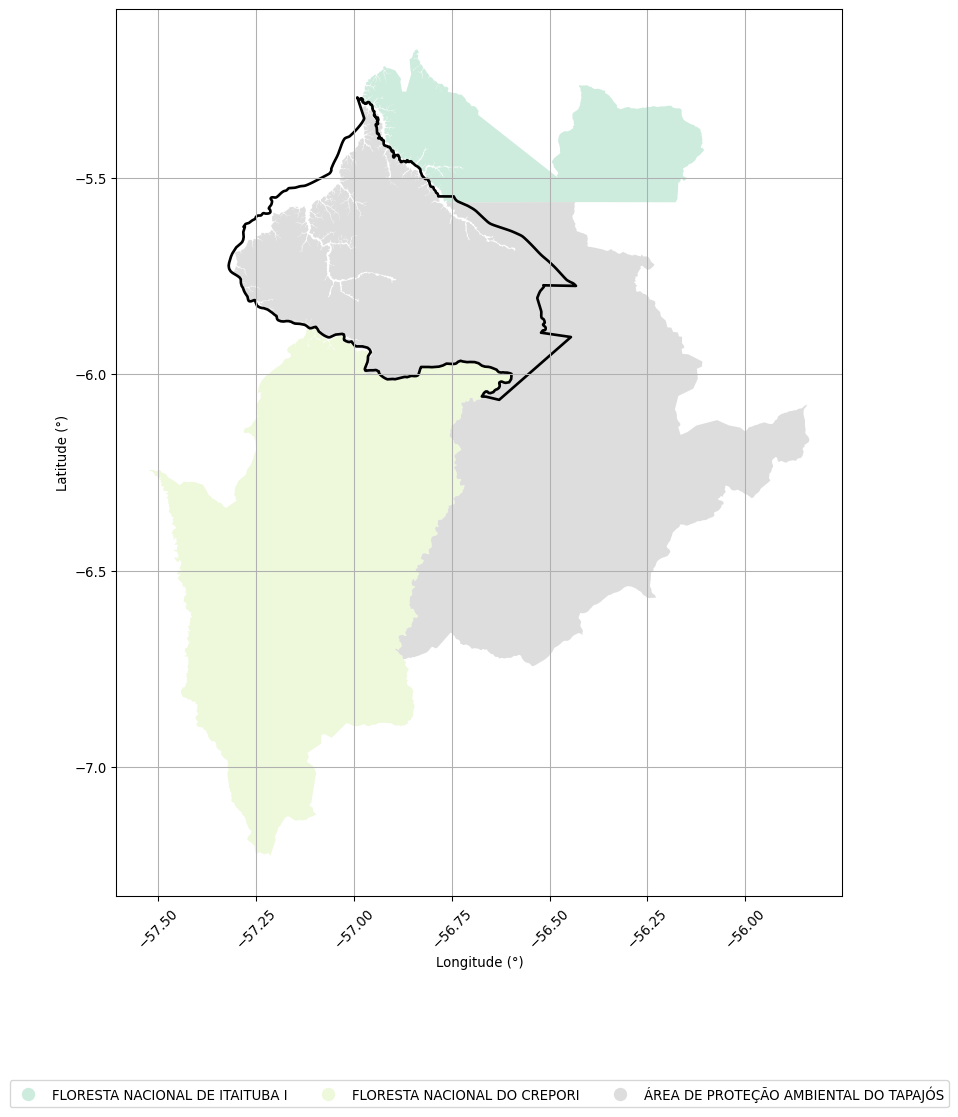 −5.5
−6.0
−6.5
−7.0
Latitude (°)
−57.50
−57.25
−57.00
−56.75
−56.50
−56.25
−56.00
Longitude (°)
FLORESTA NACIONAL DE ITAITUBA I
FLORESTA NACIONAL DO CREPORI
ÁREA DE PROTEÇÃO AMBIENTAL DO TAPAJÓS